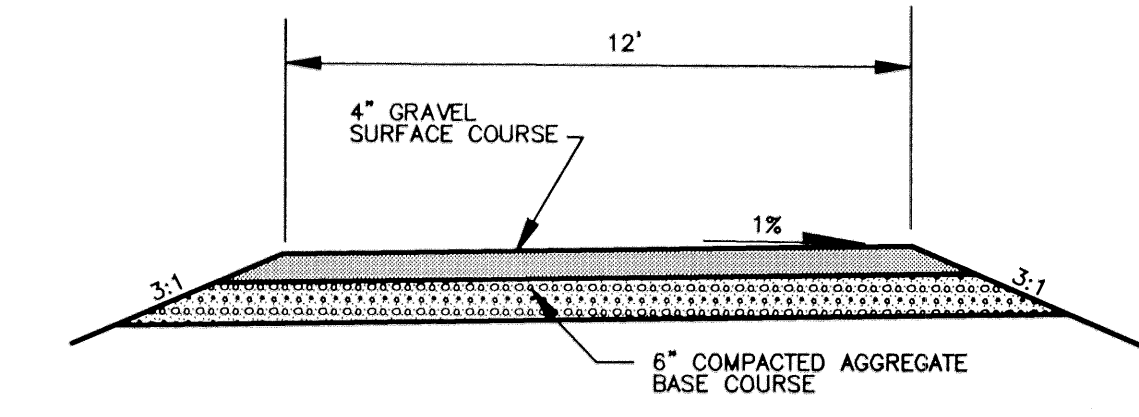 12'
4" GRAVEL
SURFACE COURSE
1%
3:1
3:1
6" COMPACTED AGGREGATE
BASE COURSE